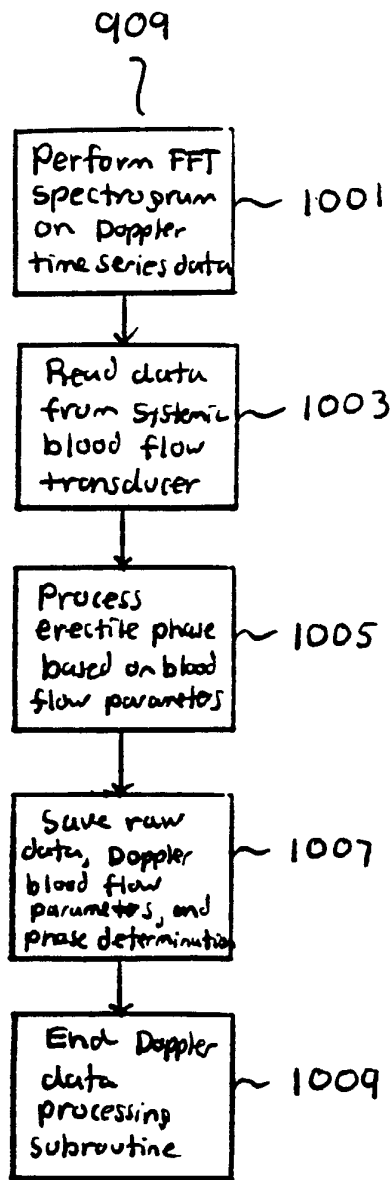 909
Perform FFT
spectrogram
on Doppler
time series data
1001
Read data
from systemic
blood flow
transducer
1003
Process
erectile phase
based on blood
flow parameters
1005
Save raw
data, Doppler
blood flow
parameters, and
phase determination
1007
End Doppler
data
processing
subroutine
1009